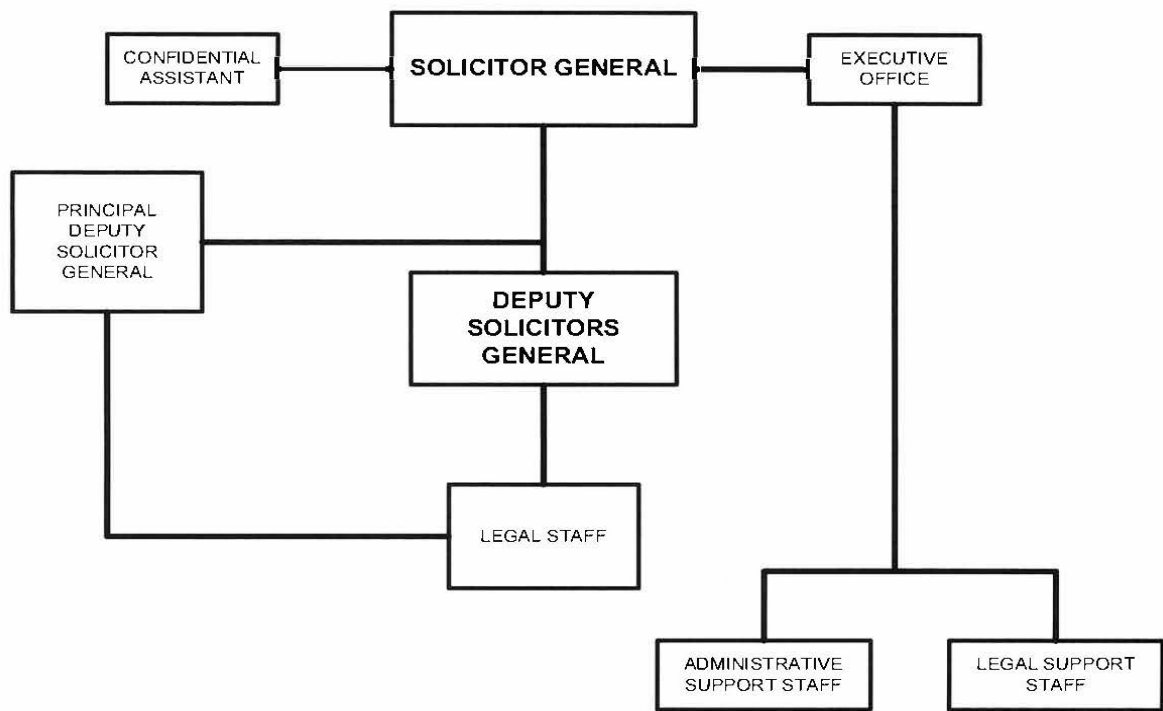 CONFIDENTIAL
ASSISTANT
SOLICITOR GENERAL
EXECUTIVE
OFFICE
PRINCIPAL
DEPUTY
SOLICITOR
GENERAL
DEPUTY
SOLICITORS
GENERAL
LEGAL STAFF
ADMINISTRATIVE
SUPPORT STAFF
LEGAL SUPPORT
STAFF